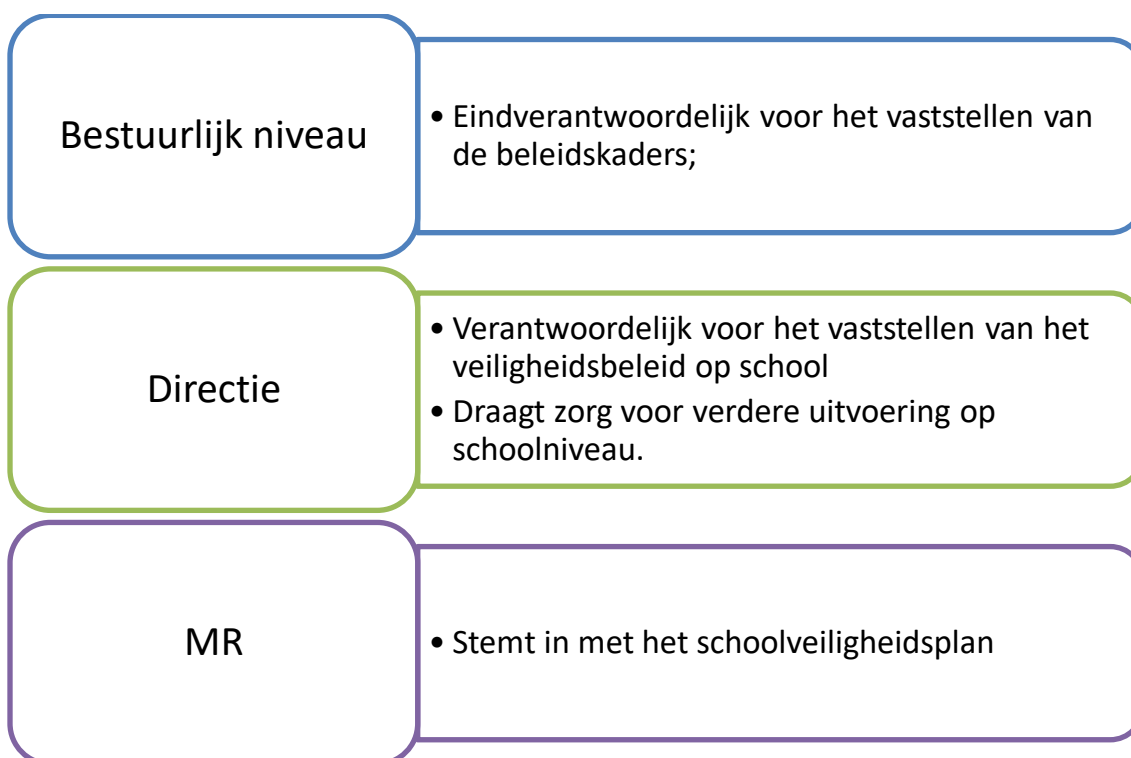 Bestuurlijk niveau
• Eindverantwoordelijk voor het vaststellen van
de beleidskaders;
Directie
• Verantwoordelijk voor het vaststellen van het
veiligheidsbeleid op school
• Draagt zorg voor verdere uitvoering op
schoolniveau.
MR
• Stemt in met het schoolveiligheidsplan